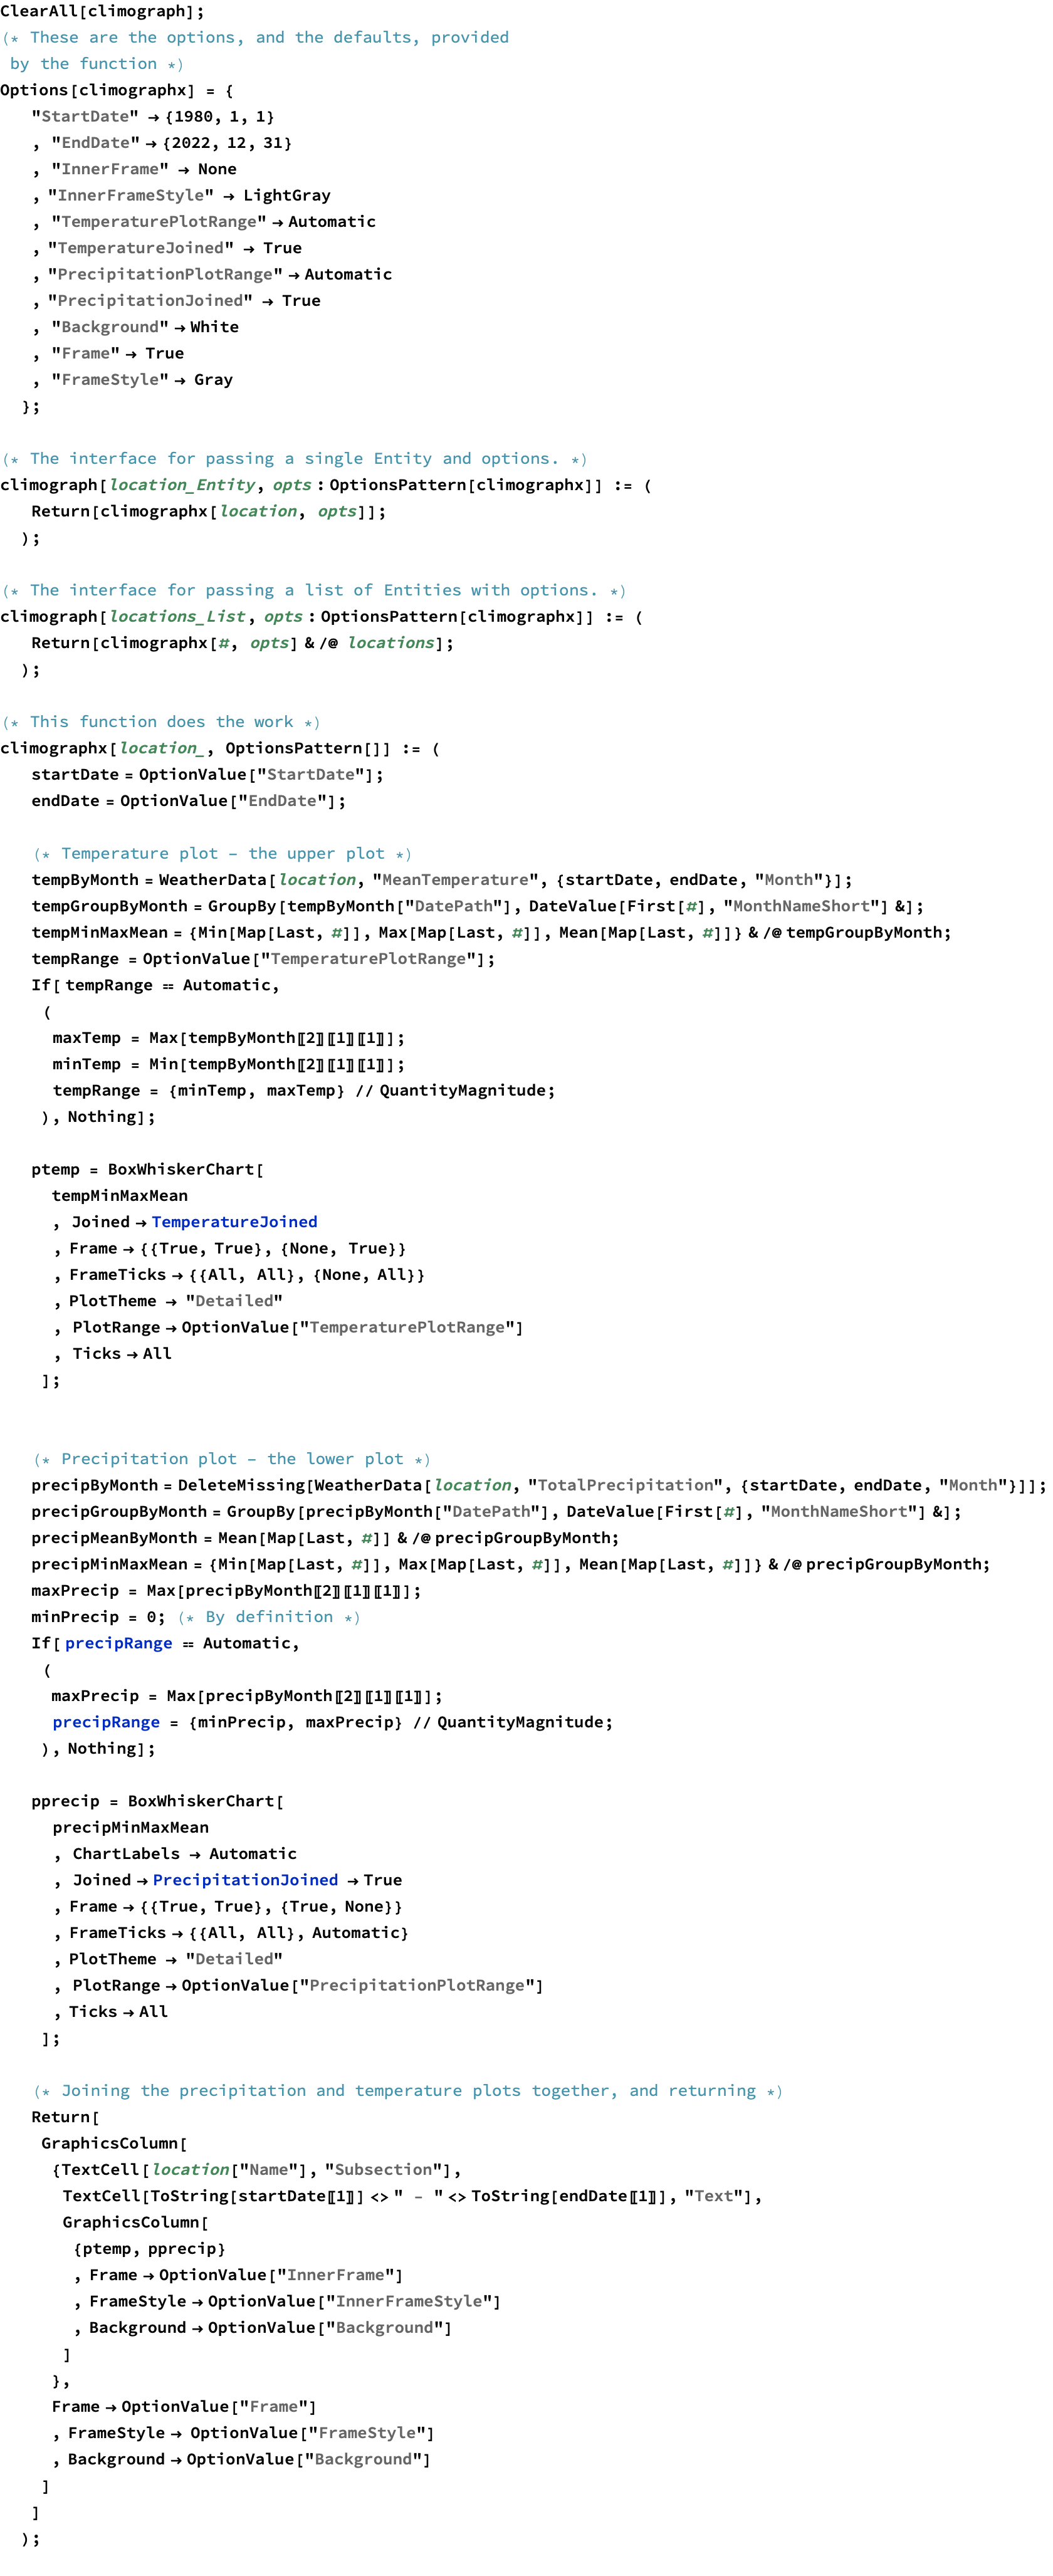 ClearAll[climograph];
(* These are the options, and the defaults, provided
by the function *)
Options[climographx] = {
"StartDate" → {1980, 1, 1}
, "EndDate" → {2022, 12, 31}
, "InnerFrame" → None
, "InnerFrameStyle" → LightGray
, "TemperaturePlotRange" → Automatic
, "TemperatureJoined" → True
, "PrecipitationPlotRange" → Automatic
, "PrecipitationJoined" → True
, "Background" → White
, "Frame" → True
, "FrameStyle" → Gray
};
(* The interface for passing a single Entity and options. *)
climograph[location_Entity, opts : OptionsPattern[climographx]] := (
Return[climographx[location, opts]];
);
(* The interface for passing a list of Entities with options. *)
climograph[locations_List, opts : OptionsPattern[climographx]] := (
Return[climographx[#, opts] & /@ locations];
);
(* This function does the work *)
climographx[location_, OptionsPattern[]] := (
startDate = OptionValue["StartDate"];
endDate = OptionValue["EndDate"];
(* Temperature plot – the upper plot *)
tempByMonth = WeatherData[location, "MeanTemperature", {startDate, endDate, "Month"}];
tempGroupByMonth = GroupBy[tempByMonth["DatePath"], DateValue[First[#], "MonthNameShort"] &];
tempMinMaxMean = {Min[Map[Last, #]], Max[Map[Last, #]], Mean[Map[Last, #]]} & /@ tempGroupByMonth;
tempRange = OptionValue["TemperaturePlotRange"];
If[ tempRange == Automatic,
(
maxTemp = Max[tempByMonth〚2〛〚1〛〚1〛];
minTemp = Min[tempByMonth〚2〛〚1〛〚1〛];
tempRange = {minTemp, maxTemp} // QuantityMagnitude;
), Nothing];
ptemp = BoxWhiskerChart[
tempMinMaxMean
, Joined → TemperatureJoined
, Frame → {{True, True}, {None, True}}
, FrameTicks → {{All, All}, {None, All}}
, PlotTheme → "Detailed"
, PlotRange → OptionValue["TemperaturePlotRange"]
, Ticks → All
];
(* Precipitation plot – the lower plot *)
precipByMonth = DeleteMissing[WeatherData[location, "TotalPrecipitation", {startDate, endDate, "Month"}]];
precipGroupByMonth = GroupBy[precipByMonth["DatePath"], DateValue[First[#], "MonthNameShort"] &];
precipMeanByMonth = Mean[Map[Last, #]] & /@ precipGroupByMonth;
precipMinMaxMean = {Min[Map[Last, #]], Max[Map[Last, #]], Mean[Map[Last, #]]} & /@ precipGroupByMonth;
maxPrecip = Max[precipByMonth〚2〛〚1〛〚1〛];
minPrecip = 0; (* By definition *)
If[ precipRange == Automatic,
(
maxPrecip = Max[precipByMonth〚2〛〚1〛〚1〛];
precipRange = {minPrecip, maxPrecip} // QuantityMagnitude;
), Nothing];
pprecip = BoxWhiskerChart[
precipMinMaxMean
, ChartLabels → Automatic
, Joined → PrecipitationJoined → True
, Frame → {{True, True}, {True, None}}
, FrameTicks → {{All, All}, Automatic}
, PlotTheme → "Detailed"
, PlotRange → OptionValue["PrecipitationPlotRange"]
, Ticks → All
];
(* Joining the precipitation and temperature plots together, and returning *)
Return[
GraphicsColumn[
{TextCell[location["Name"], "Subsection"],
TextCell[ToString[startDate〚1〛] <> " – " <> ToString[endDate〚1〛], "Text"],
GraphicsColumn[
{ptemp, pprecip}
, Frame → OptionValue["InnerFrame"]
, FrameStyle → OptionValue["InnerFrameStyle"]
, Background → OptionValue["Background"]
]
},
Frame → OptionValue["Frame"]
, FrameStyle → OptionValue["FrameStyle"]
, Background → OptionValue["Background"]
]
]
);